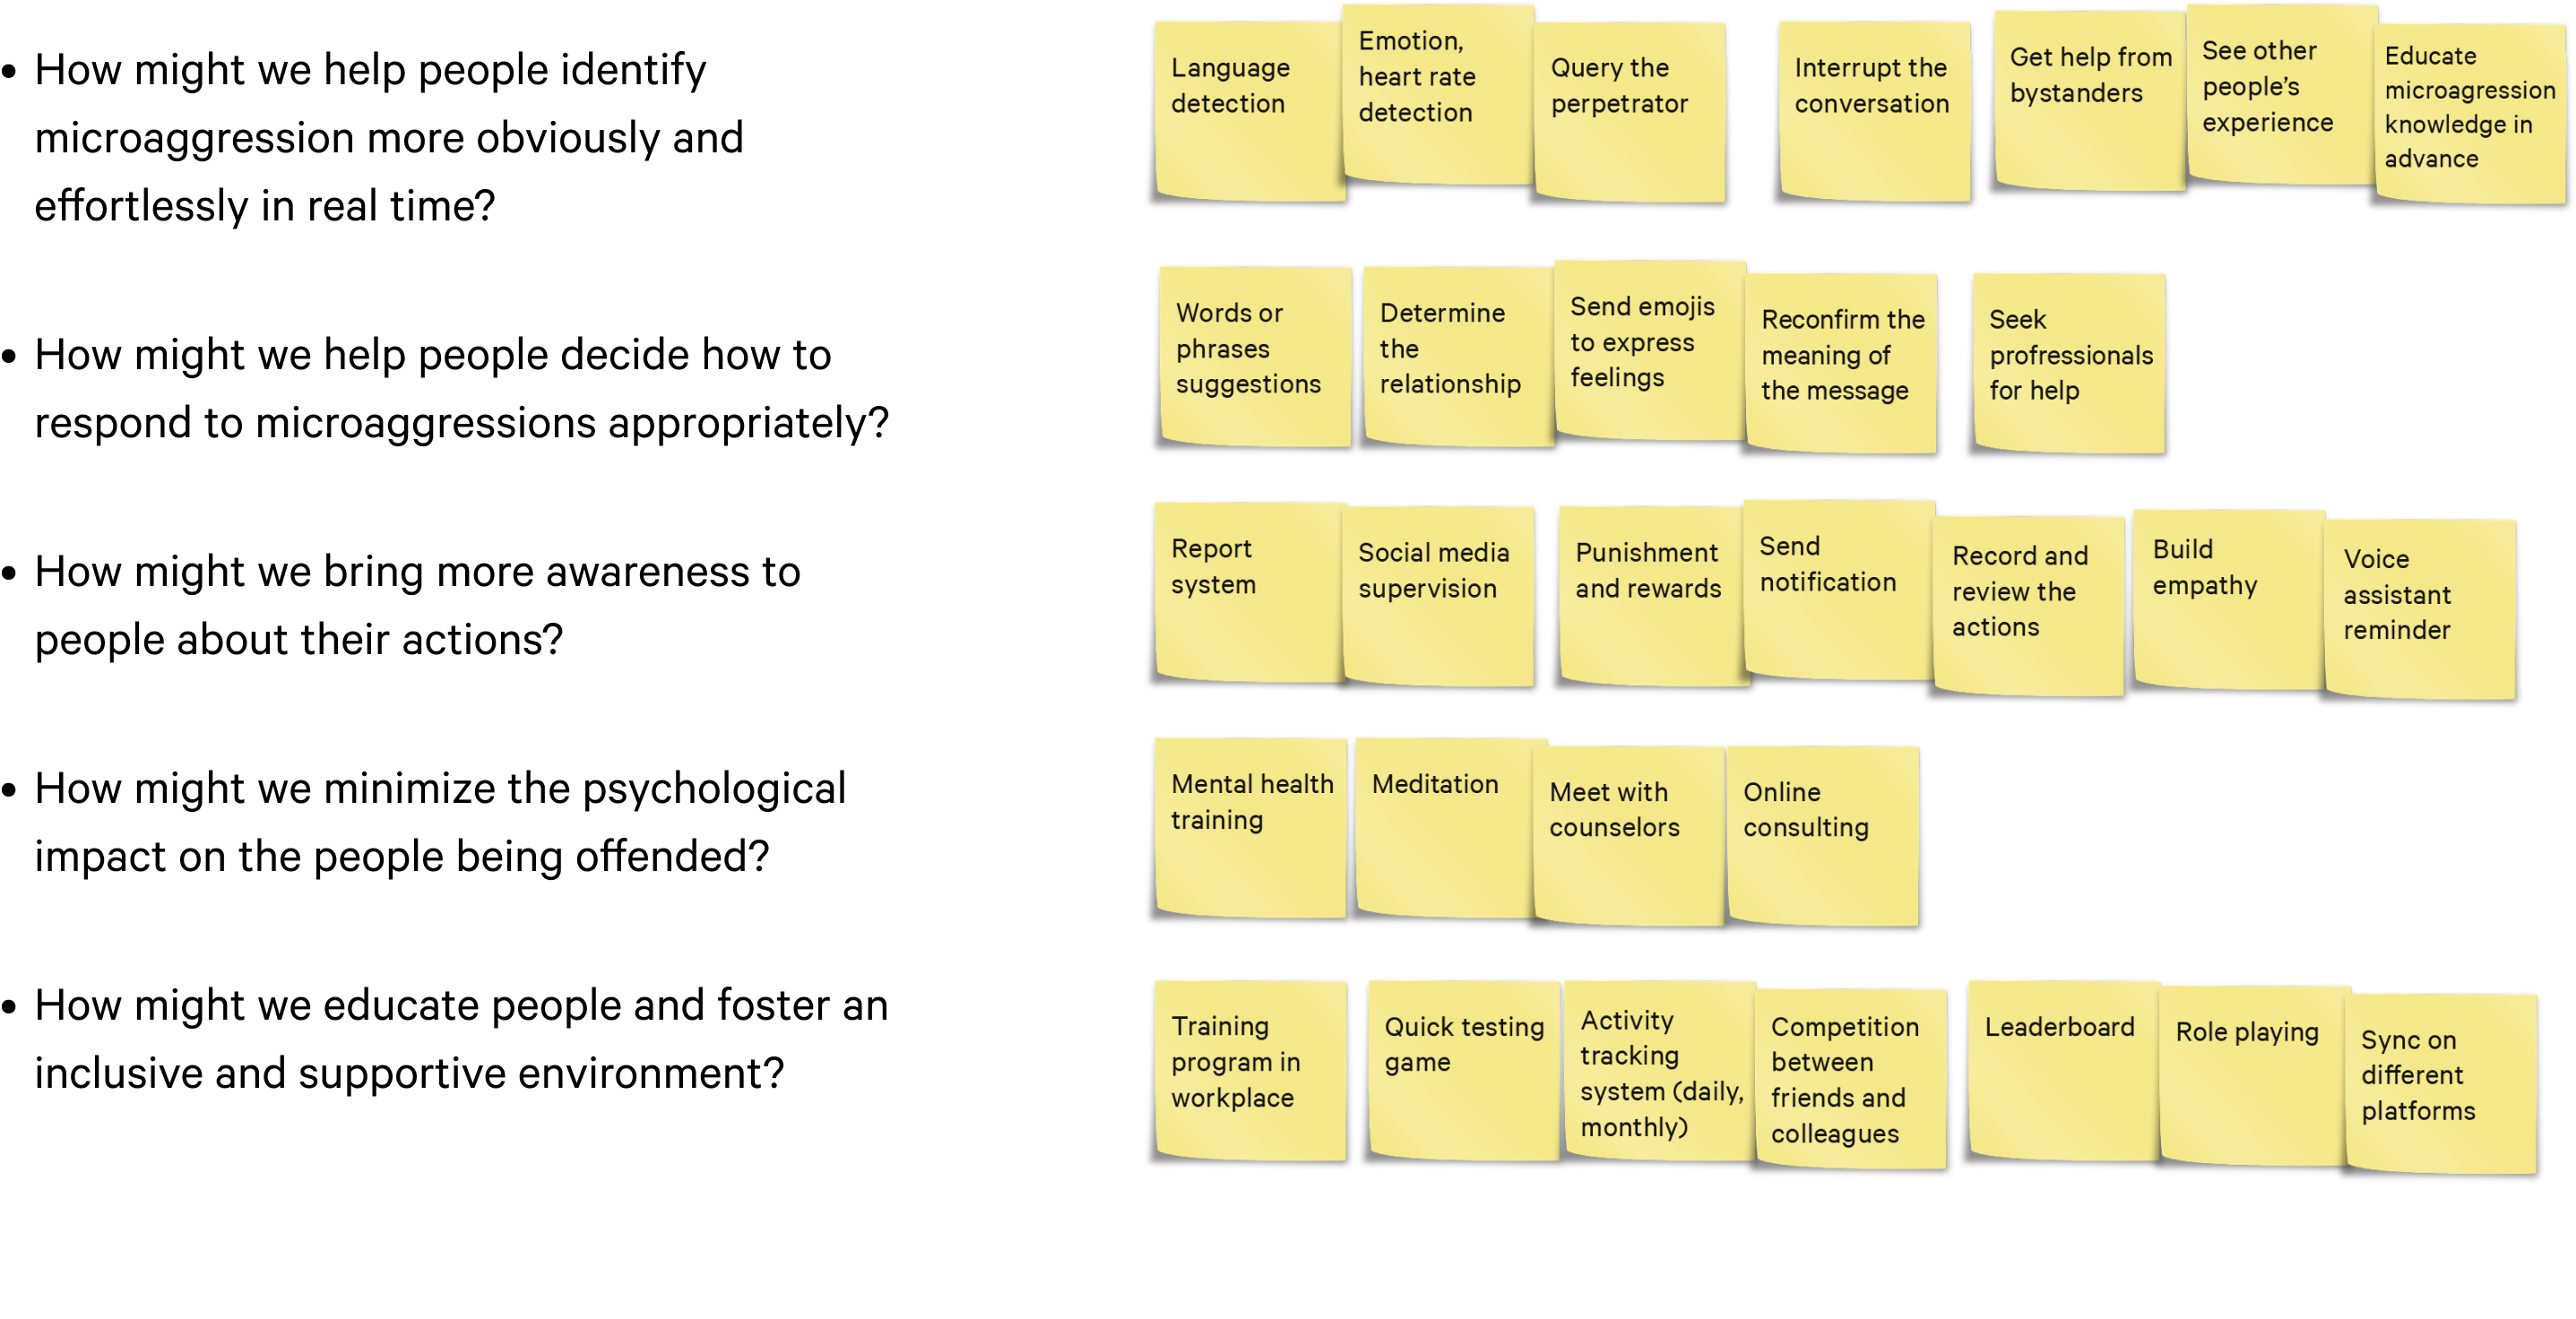 • How might we help people identify
microaggression more obviously and
effortlessly in real time?
Language
detection
Emotion,
heart rate
detection
Query the
perpetrator
Interrupt the
conversation
Get help from
bystanders
See other
people’s
experience
Educate
microagression
knowledge in
advance
• How might we help people decide how to
respond to microaggressions appropriately?
Words or
phrases
suggestions
Determine
the
relationship
Send emojis
to express
feelings
Reconfirm the
meaning of
the message
Seek
profressionals
for help
• How might we bring more awareness to
people about their actions?
Report
system
Social media
supervision
Punishment
and rewards
Send
notification
Record and
review the
actions
Build
empathy
Voice
assistant
reminder
• How might we minimize the psychological
impact on the people being offended?
Mental health
training
Meditation
Meet with
counselors
Online
consulting
• How might we educate people and foster an
inclusive and supportive environment?
Training
program in
workplace
Quick testing
game
Activity
tracking
system (daily,
monthly)
Competition
between
friends and
colleagues
Leaderboard
Role playing
Sync on
different
platforms